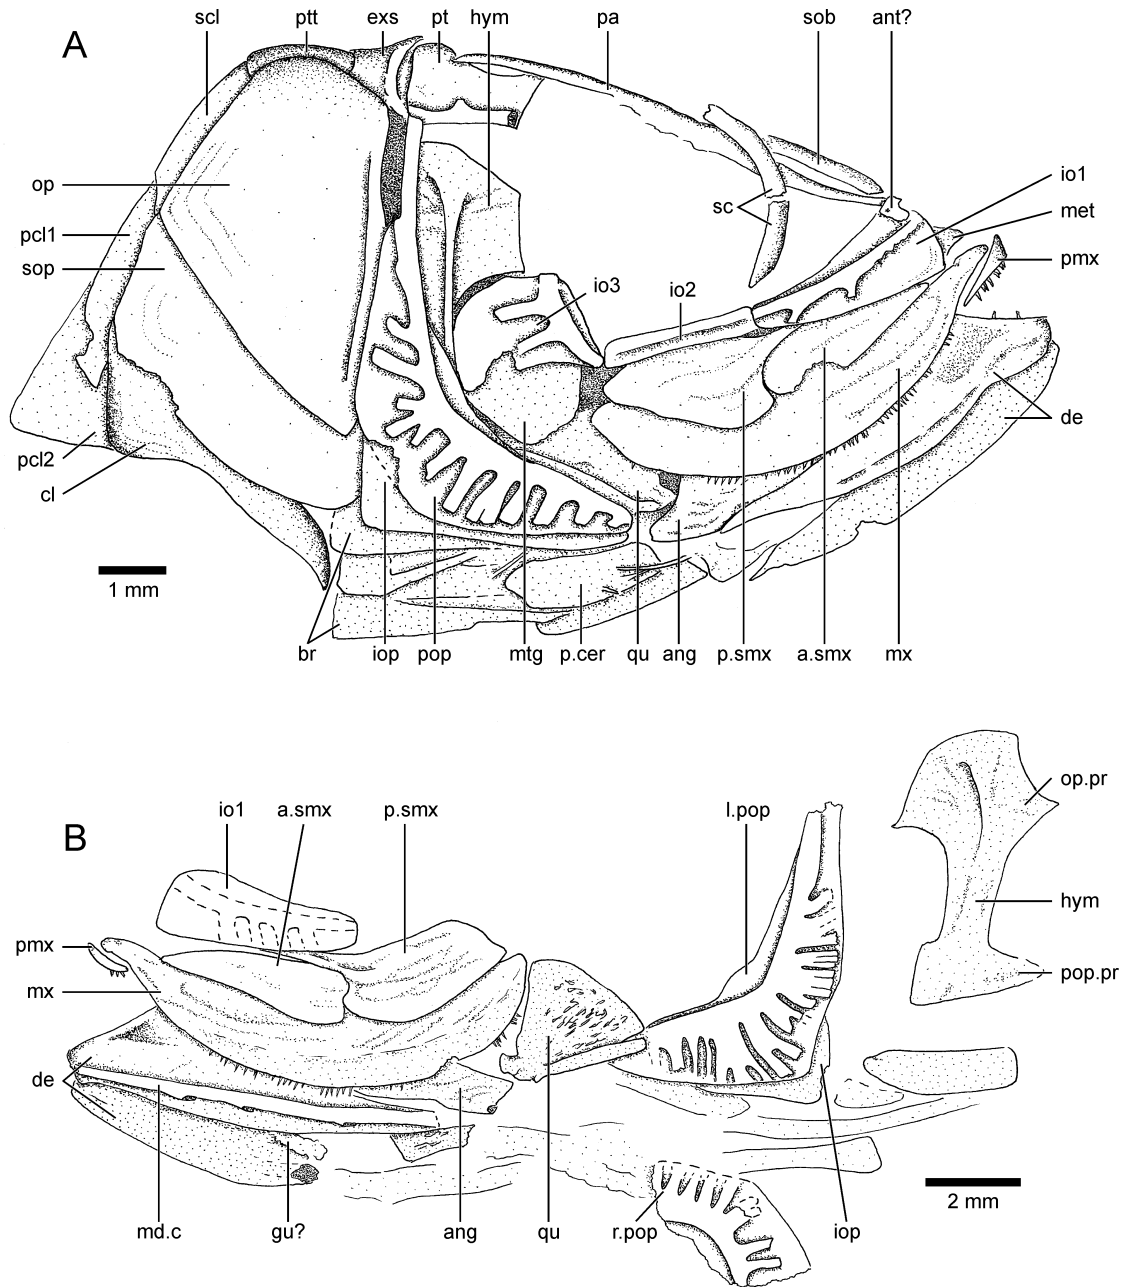 scl ptt exs pt hym pa sob ant?
A
io1
op
met
sc
pcl1
pmx
sop
io3
io2
de
pcl2
cl
1 mm
br iop pop mtg p.cer qu ang p.smx a.smx mx
op.pr
io1 a.smx p.smx l.pop
B
hym
pmx
pop.pr
mx
de
2 mm
md.c gu? ang qu r.pop iop